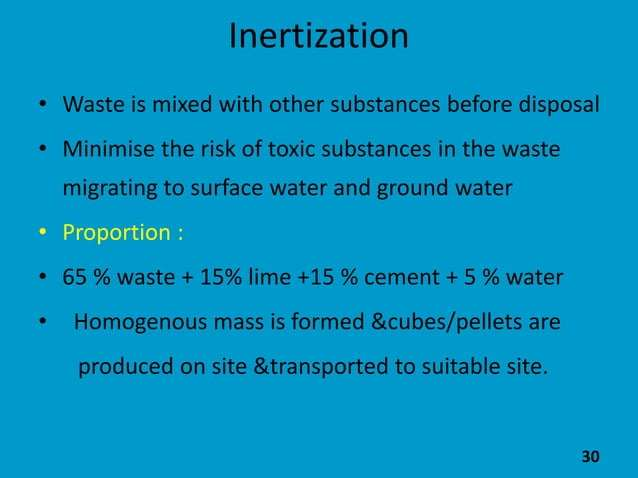 Inertization
• Waste is mixed with other substances before disposal
• Minimise the risk of toxic substances in the waste
migrating to surface water and ground water
• Proportion :
• 65 % waste + 15% lime +15 % cement + 5 % water
• Homogenous mass is formed &cubes/pellets are
produced on site &transported to suitable site.
30